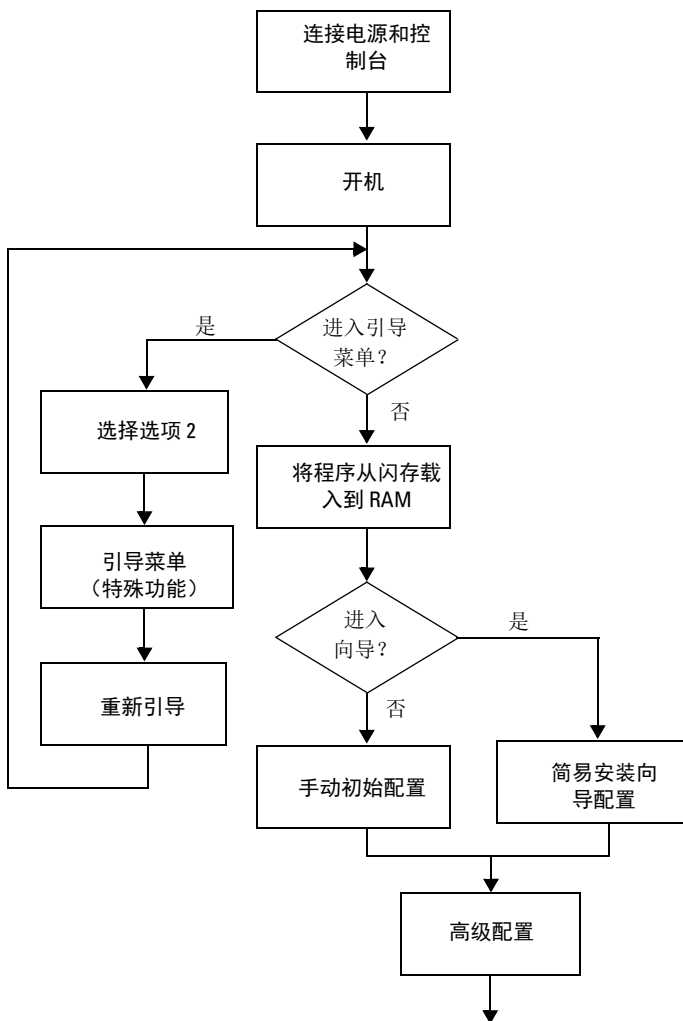 连接电源和控
制台
开机
进入引导
菜单？
是
否
选择选项 2
将程序从闪存载
入到 RAM
引导菜单
（特殊功能）
进入
向导？
是
否
重新引导
手动初始配置
简易安装向
导配置
高级配置